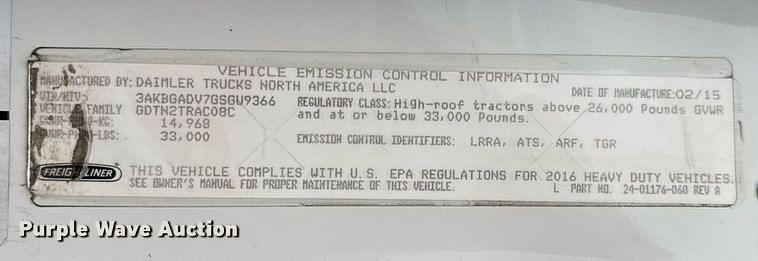 VEHICLE EMISSION CONTROL INFORMATION
MANUFACTURED BY: DAIMLER TRUCKS NORTH AMERICA LLC
DATE OF MANUFACTURE: 02/15
VIN/NIV: 3AKBGADV7GSGU9366
REGULATORY CLASS: High-roof tractors above 26,000 Pounds GVWR
VEHICLE FAMILY GDTN2TRAC08C
and at or below 33,000 Pounds.
14,968
-LBS: 33,000
EMISSION CONTROL IDENTIFIERS: LRRA, ATS, ARF, TGR
FREIGHTLINER
THIS VEHICLE COMPLIES WITH U.S. EPA REGULATIONS FOR 2016 HEAVY DUTY VEHICLES.
SEE OWNER'S MANUAL FOR PROPER MAINTENANCE OF THIS VEHICLE.
L PART NO. 24-01176-060 REV A
Purple Wave Auction